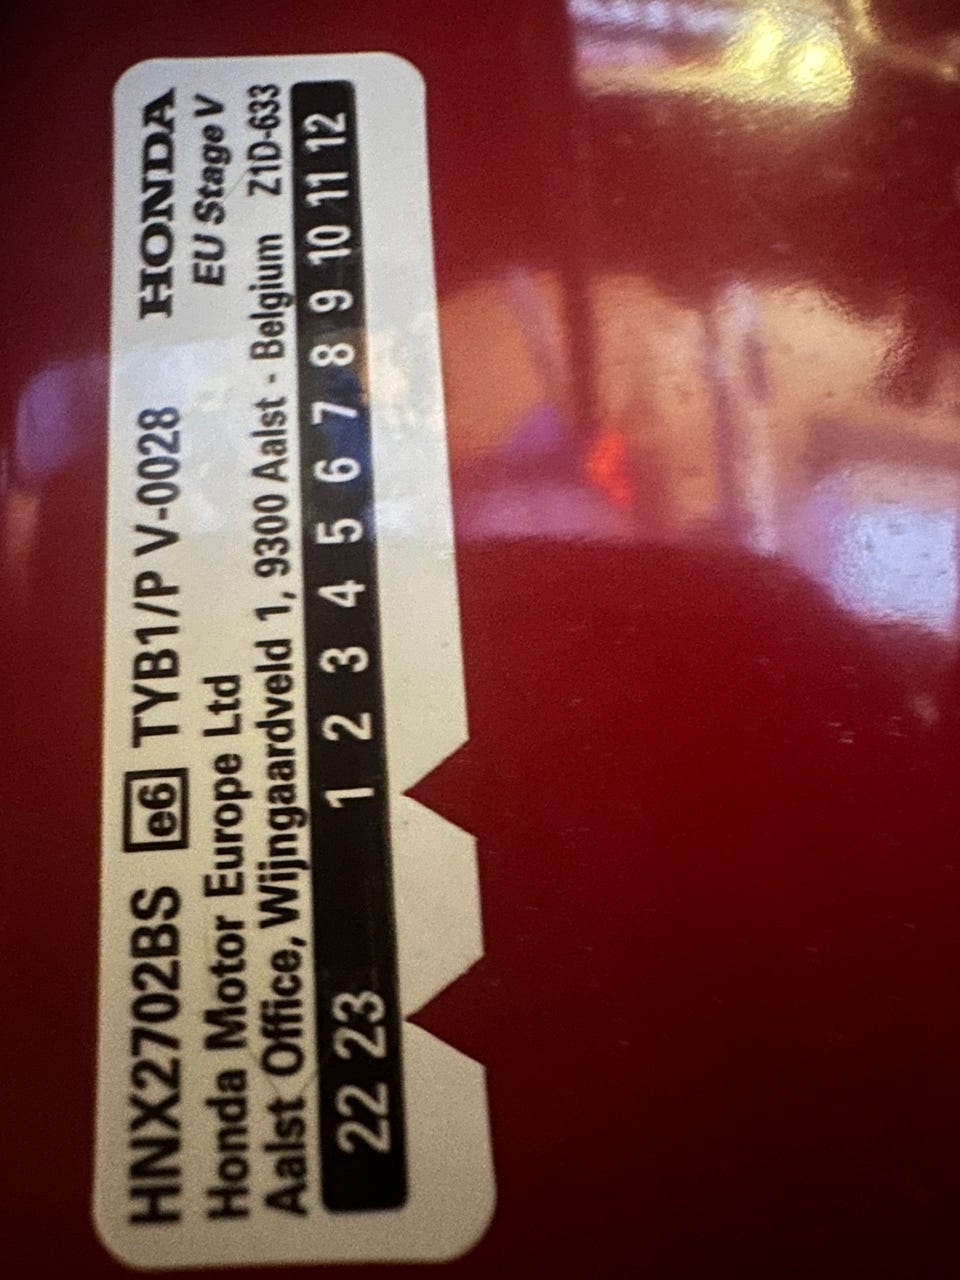 HNX2702BS e6 TYB1/P V-0028 HONDA
Honda Motor Europe Ltd EU Stage V
Aalst Office, Wijngaardveld 1, 9300 Aalst - Belgium Z1D-633
22 23 1 2 3 4 5 6 7 8 9 10 11 12